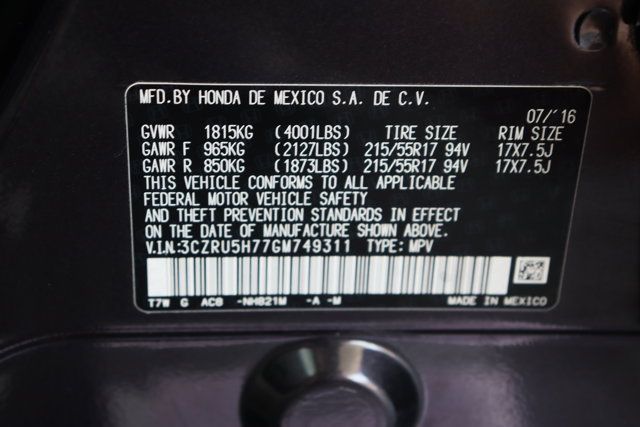 MFD.BY HONDA DE MEXICO S.A. DE C.V.
07/'16
GVWR 1815KG (4001LBS) TIRE SIZE RIM SIZE
GAWR F 965KG (2127LBS) 215/55R17 94V 17X7.5J
GAWR R 850KG (1873LBS) 215/55R17 94V 17X7.5J
THIS VEHICLE CONFORMS TO ALL APPLICABLE
FEDERAL MOTOR VEHICLE SAFETY
AND THEFT PREVENTION STANDARDS IN EFFECT ON
THE DATE OF MANUFACTURE SHOWN ABOVE.
V.I.N.:3CZRU5H77GM749311 TYPE: MPV
T7W G AC8 -NH821M -A -M MADE IN MEXICO